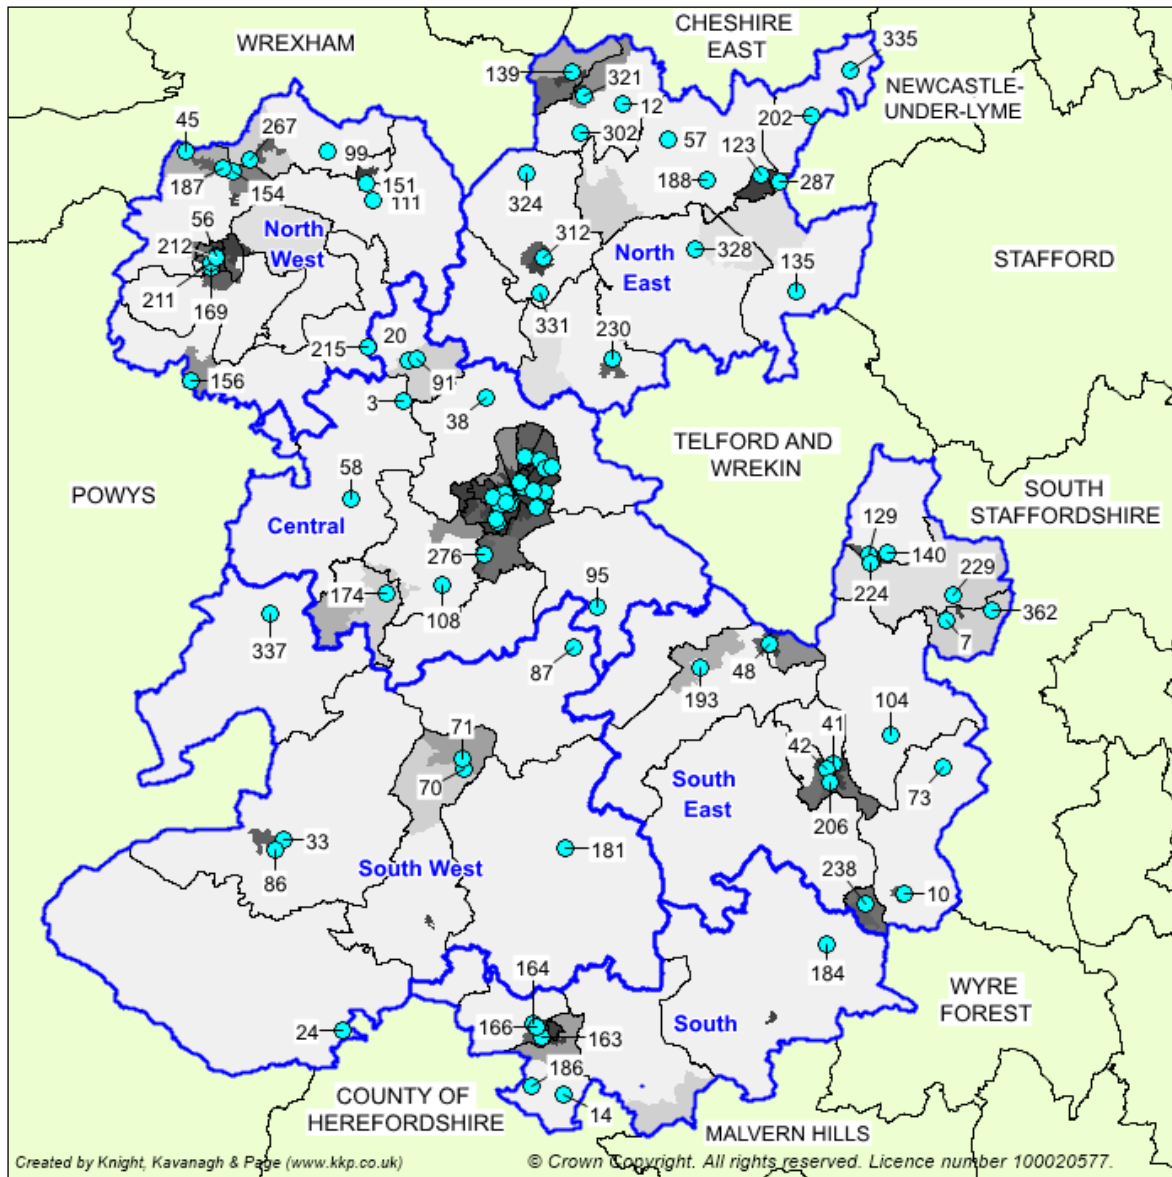 WREXHAM
CHESHIRE
EAST
335
139
321
NEWCASTLE-
UNDER-LYME
12
202
45
267
99
302
57
123
187
154
151
111
324
188
287
56
North
West
212
312
North
East
328
135
STAFFORD
211
169
331
230
215
20
91
156
3
38
TELFORD AND
WREKIN
POWYS
58
Central
SOUTH
STAFFORDSHIRE
129
140
276
229
174
95
224
362
108
7
337
87
48
193
104
71
41
42
South
East
70
73
206
33
181
South West
86
238
10
164
184
WYRE
FOREST
24
166
163
South
186
COUNTY OF
HEREFORDSHIRE
14
MALVERN HILLS
Created by Knight, Kavanagh & Page (www.kkp.co.uk)
© Crown Copyright. All rights reserved. Licence number 100020577.